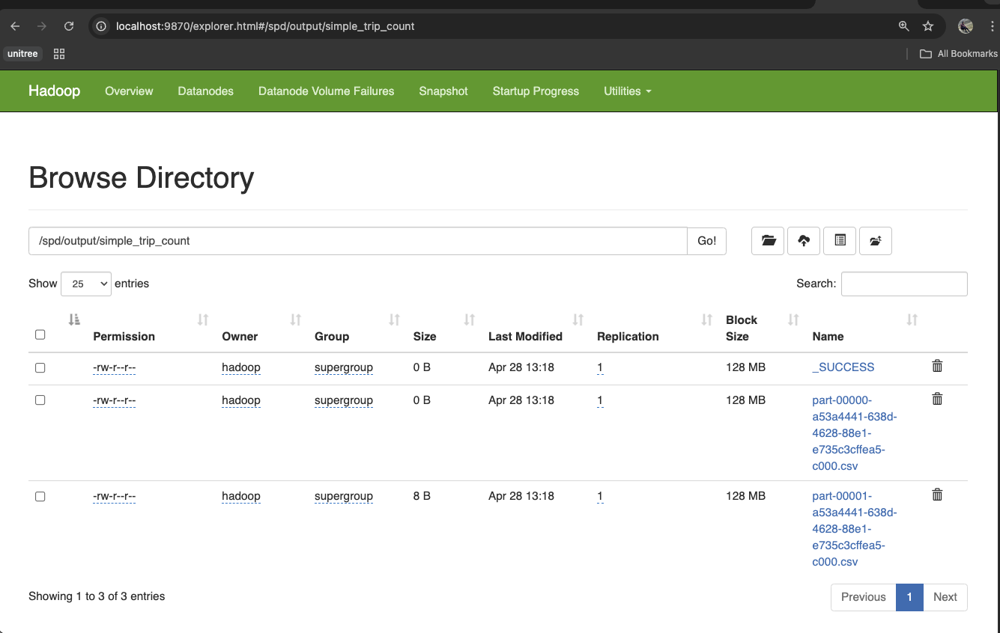 localhost:9870/explorer.html#/spd/output/simple_trip_count
unitree
All Bookmarks
Hadoop Overview Datanodes Datanode Volume Failures Snapshot Startup Progress Utilities
Browse Directory
/spd/output/simple_trip_count Go!
Show 25 entries Search:
Permission Owner Group Size Last Modified Replication Block Size Name
-rw-r--r-- hadoop supergroup 0 B Apr 28 13:18 1 128 MB _SUCCESS
-rw-r--r-- hadoop supergroup 0 B Apr 28 13:18 1 128 MB part-00000-
a53a4441-638d-
4628-88e1-
e735c3cffea5-
c000.csv
-rw-r--r-- hadoop supergroup 8 B Apr 28 13:18 1 128 MB part-00001-
a53a4441-638d-
4628-88e1-
e735c3cffea5-
c000.csv
Showing 1 to 3 of 3 entries Previous 1 Next